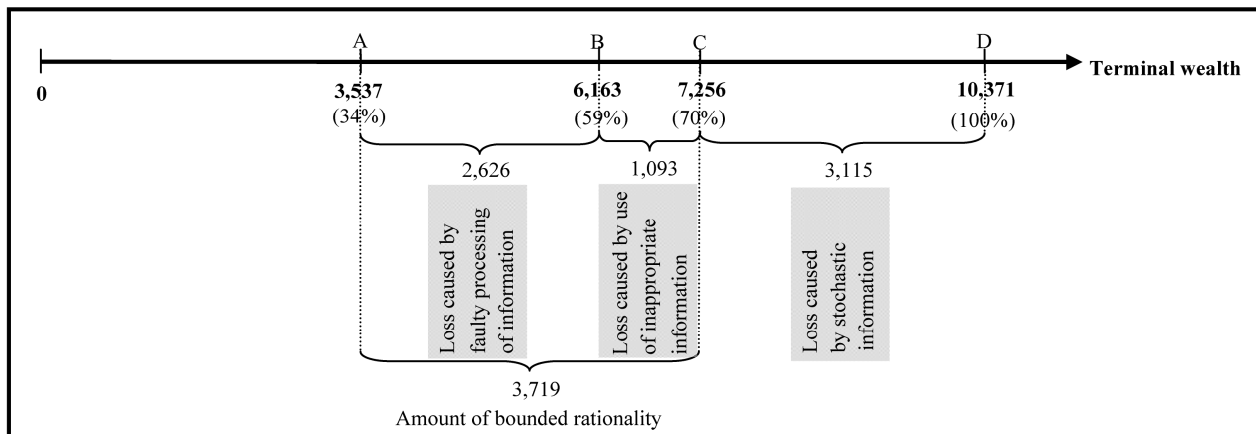 A B C D
Terminal wealth
0 3,537 6,163 7,256 10,371
(34%) (59%) (70%) (100%)
2,626 1,093 3,115
Loss caused by
faulty processing
of information
Loss caused by use
of inappropriate
information
Loss caused
by stochastic
information
3,719
Amount of bounded rationality